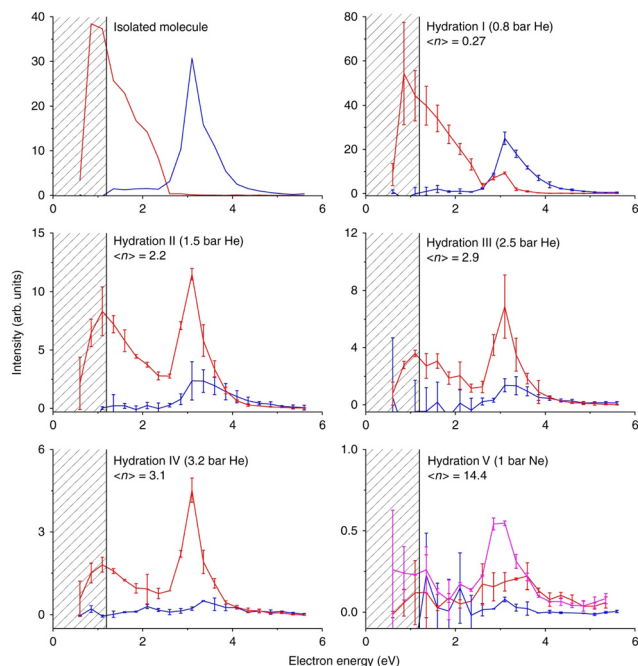 Isolated molecule
40
30
20
10
0
0 2 4 6
Hydration I (0.8 bar He)
<n> = 0.27
80
60
40
20
0
0 2 4 6
Hydration II (1.5 bar He)
<n> = 2.2
15
10
5
0
0 2 4 6
Hydration III (2.5 bar He)
<n> = 2.9
12
8
4
0
0 2 4 6
Intensity (arb. units)
Hydration IV (3.2 bar He)
<n> = 3.1
6
3
0
0 2 4 6
Hydration V (1 bar Ne)
<n> = 14.4
1.0
0.5
0.0
0 2 4 6
Electron energy (eV)